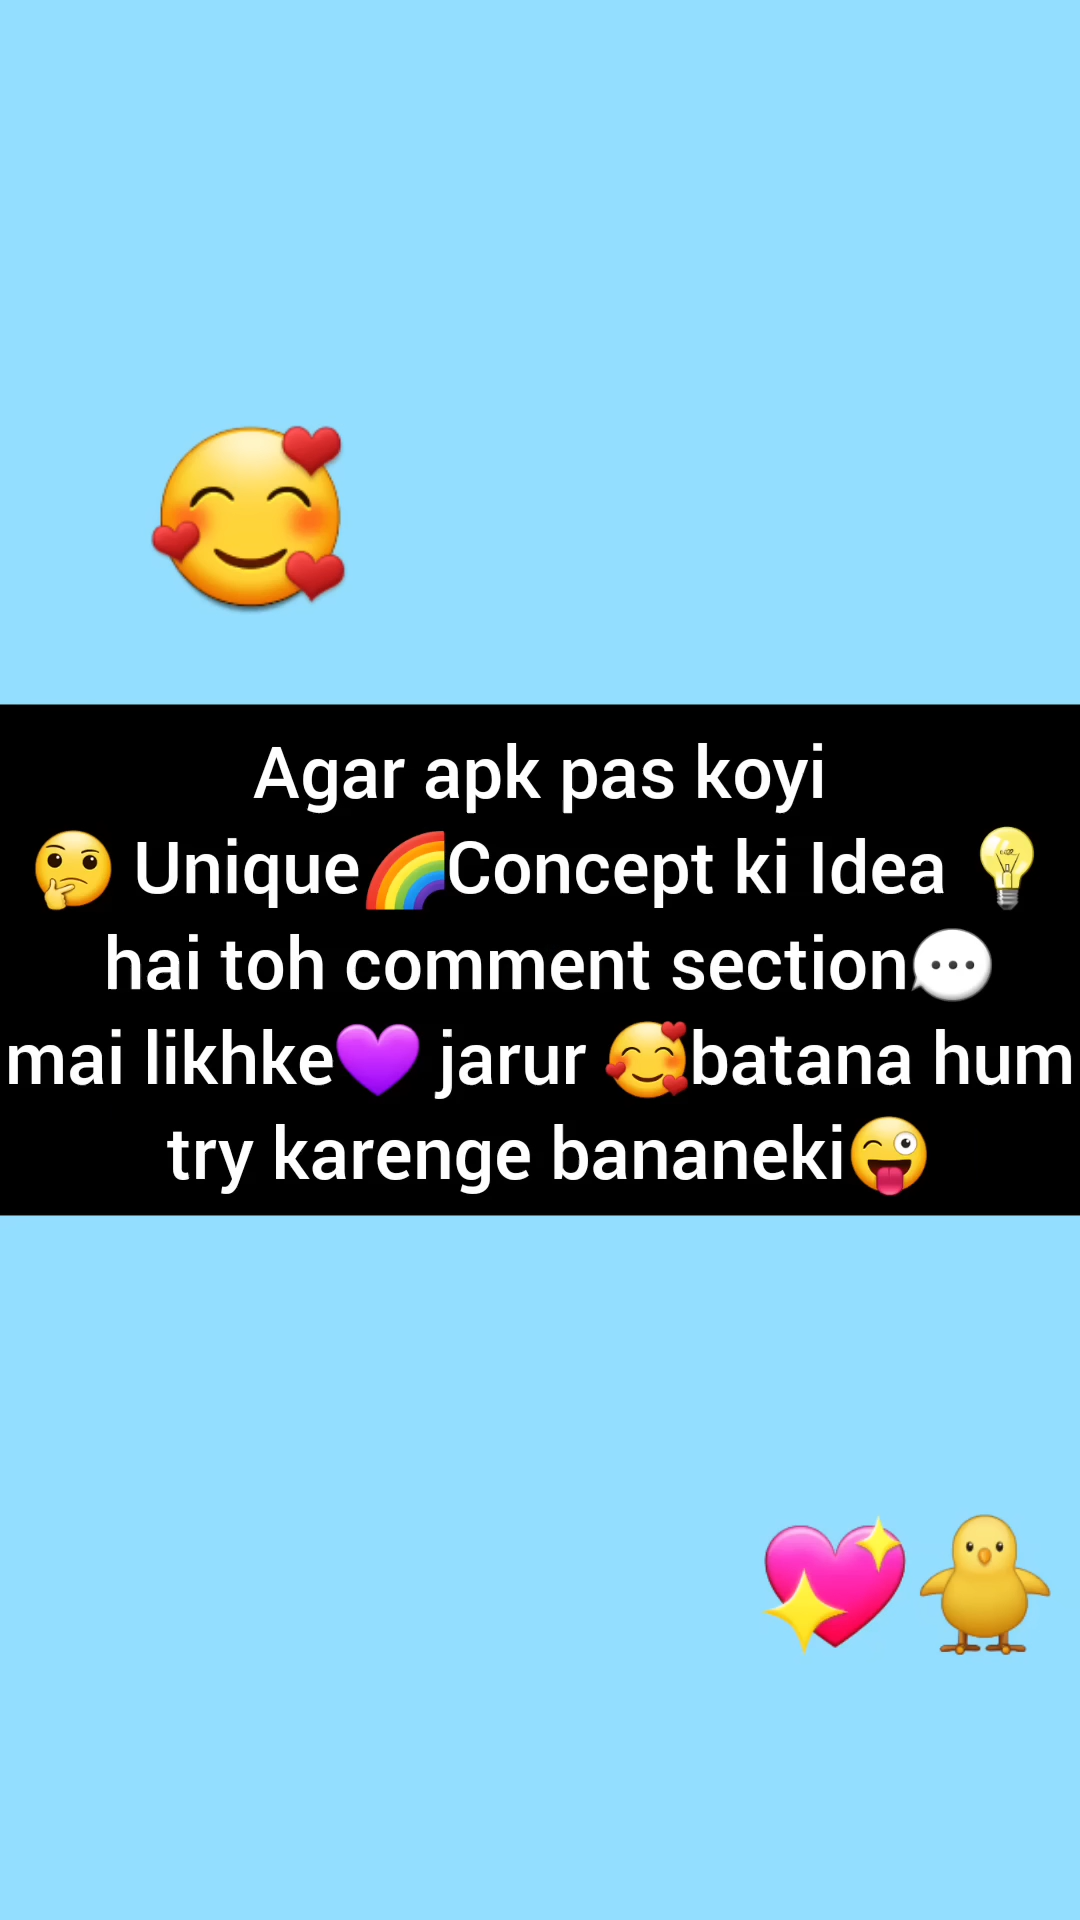 Agar apk pas koyi
🤔 Unique🌈Concept ki Idea 💡
hai toh comment section💬
mai likhke💜 jarur 🥰batana hum
try karenge bananeki😜